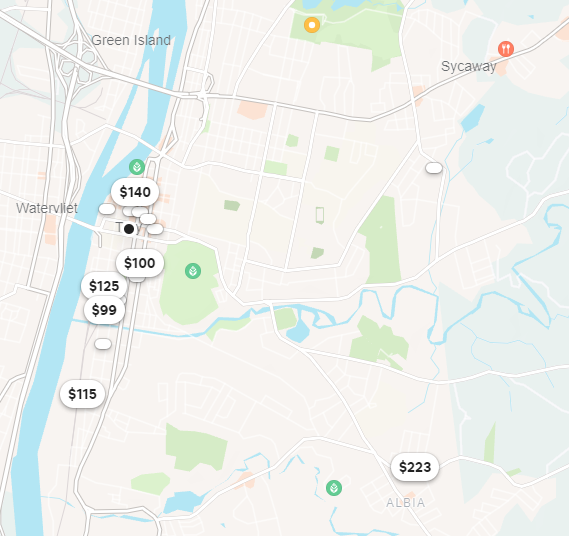 Green Island
Sycaway
$140
Watervliet
$100
$125
$99
$115
$223
ALBIA